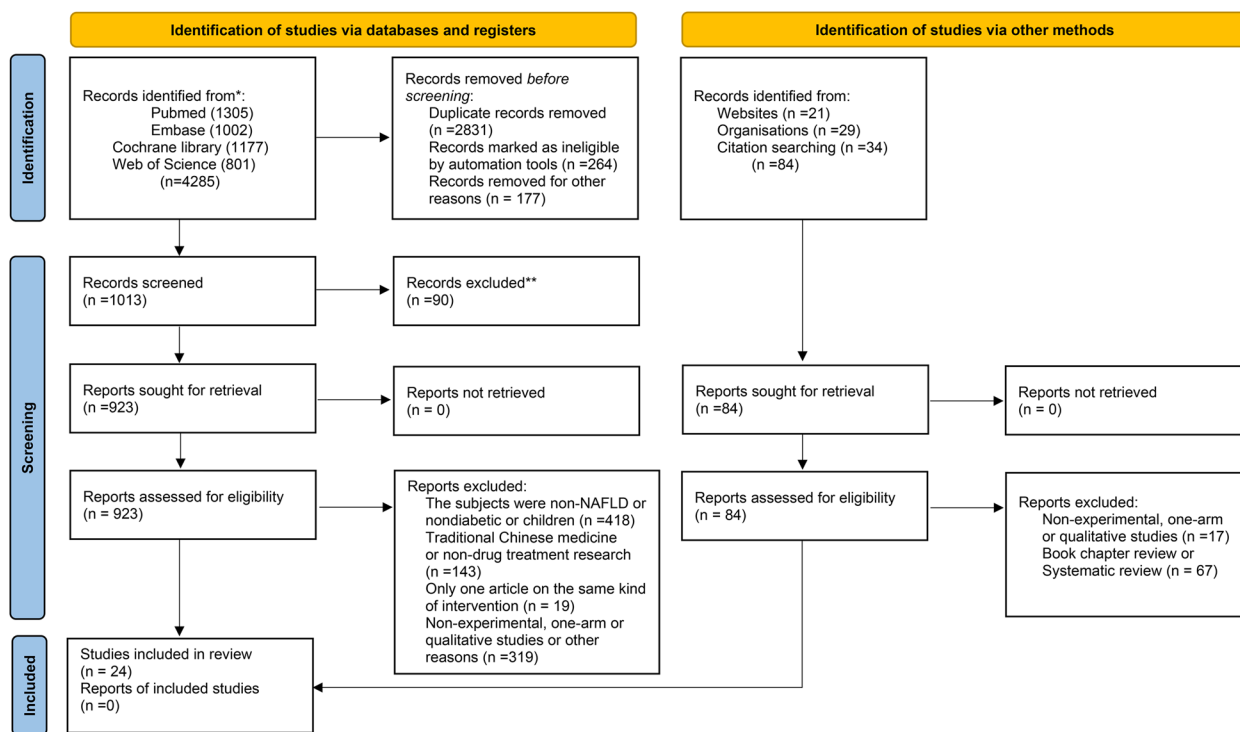 Identification of studies via databases and registers
Identification of studies via other methods
Identification
Records identified from*:
Pubmed (1305)
Embase (1002)
Cochrane library (1177)
Web of Science (801)
(n=4285)
Records removed before
screening:
Duplicate records removed
(n =2831)
Records marked as ineligible
by automation tools (n =264)
Records removed for other
reasons (n = 177)
Records identified from:
Websites (n =21)
Organisations (n =29)
Citation searching (n =34)
(n =84)
Screening
Records screened
(n =1013)
Records excluded**
(n =90)
Reports sought for retrieval
(n =923)
Reports not retrieved
(n = 0)
Reports sought for retrieval
(n =84)
Reports not retrieved
(n = 0)
Reports assessed for eligibility
(n = 923)
Reports excluded:
The subjects were non-NAFLD or
nondiabetic or children (n =418)
Traditional Chinese medicine
or non-drug treatment research
(n =143)
Only one article on the same kind
of intervention (n = 19)
Non-experimental, one-arm or
qualitative studies or other
reasons (n =319)
Reports assessed for eligibility
(n = 84)
Reports excluded:
Non-experimental, one-arm
or qualitative studies (n =17)
Book chapter review or
Systematic review (n = 67)
Included
Studies included in review
(n = 24)
Reports of included studies
(n =0)